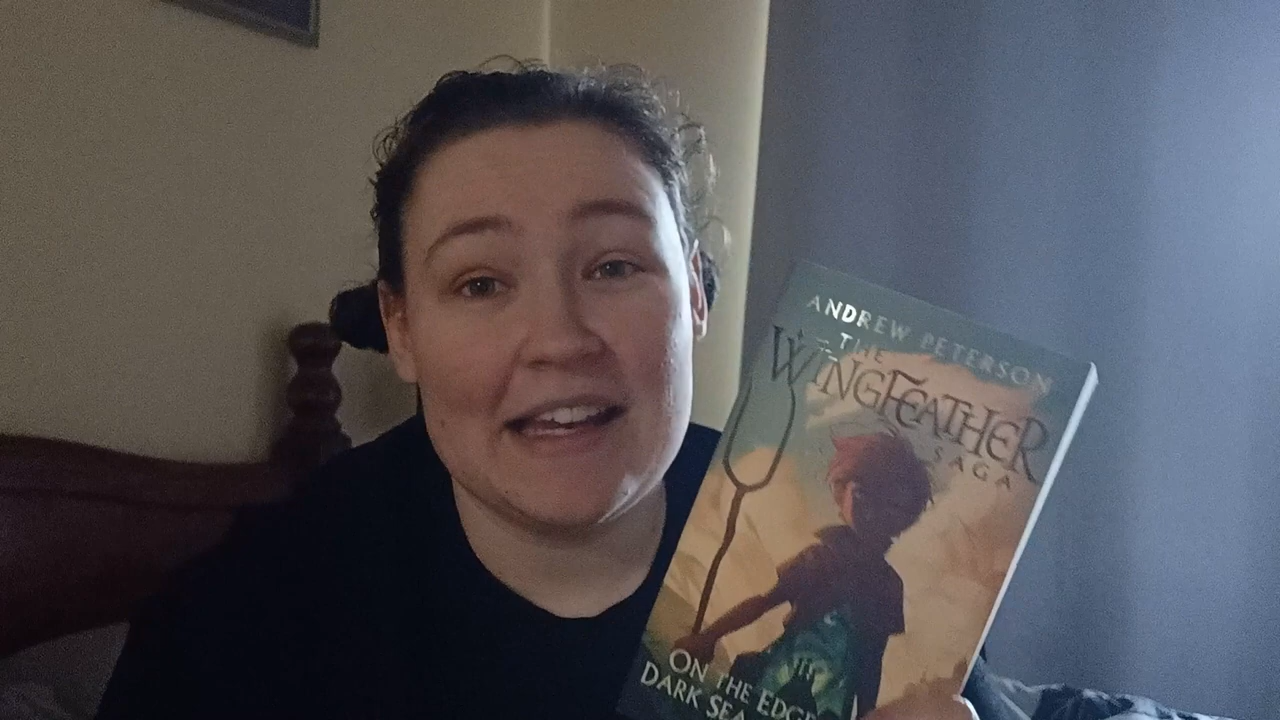 ANDREW PETERSON
THE
WINGFEATHER
SAGA
ON THE EDGE
DARK SEA